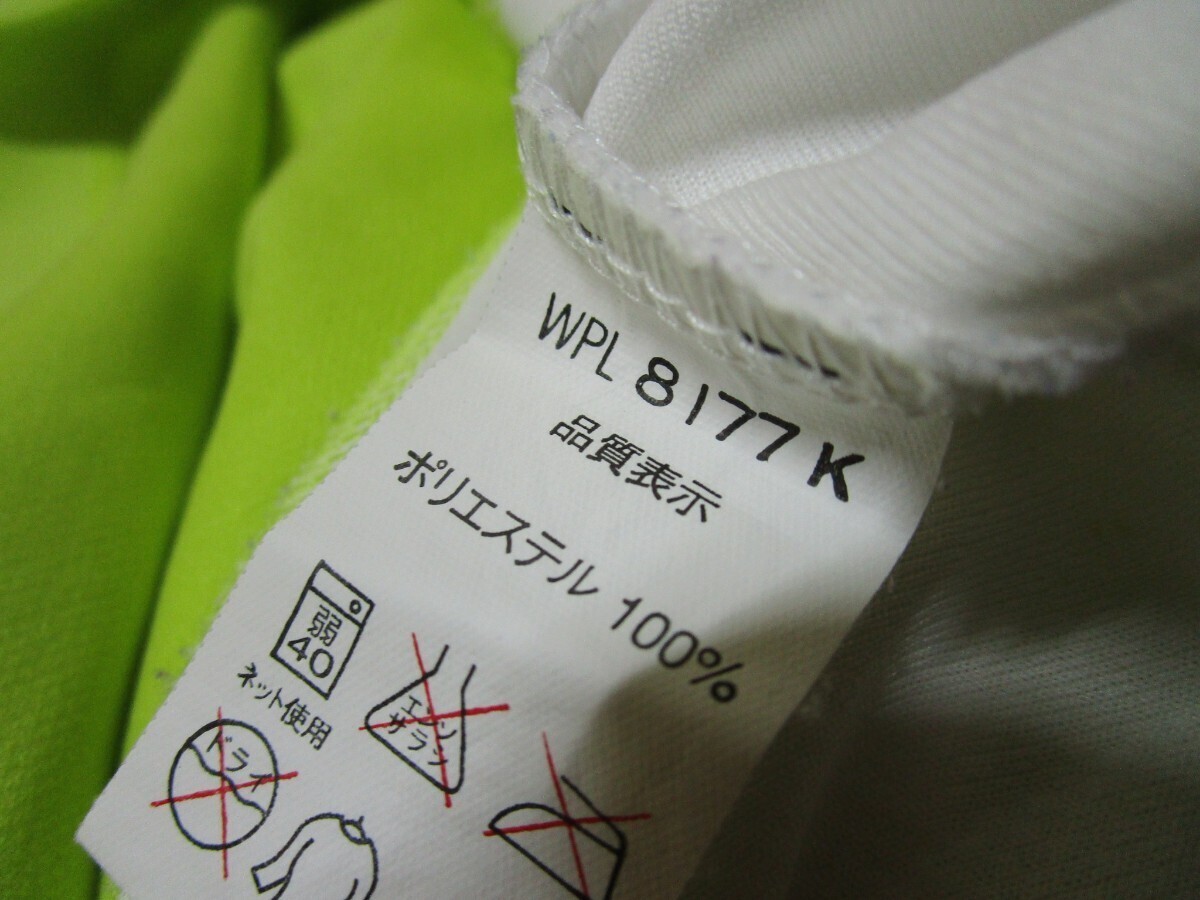 WPL 8177K
品質表示
ポリエステル 100%
弱
40
ネット使用
エンソ
サラシ
ドライ